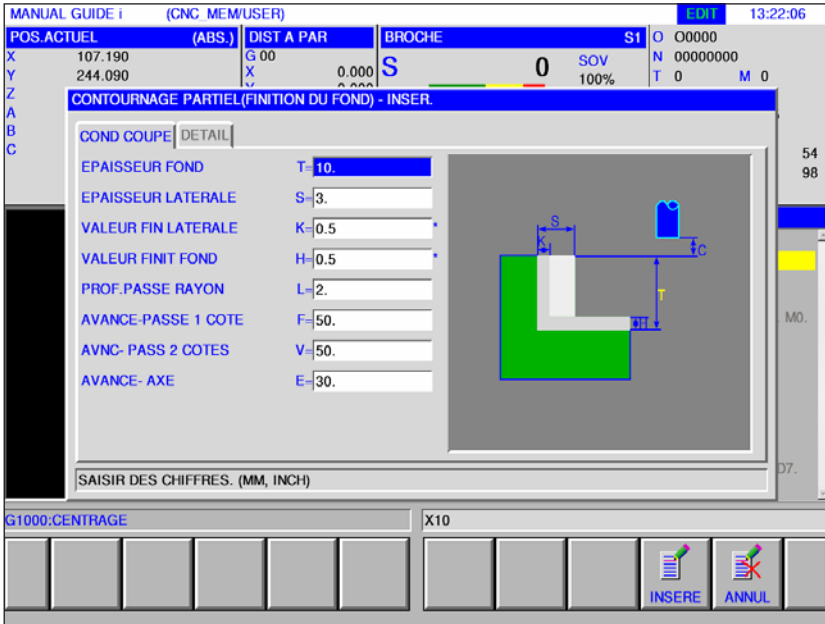 MANUAL GUIDE i (CNC_MEM/USER) EDIT 13:22:06
POS.ACTUEL (ABS.) DIST A PAR BROCHE S1 O O0000
X 107.190 G 00 S 0 SOV N 00000000
Y 244.090 X 0.000 100% T 0 M 0
Z
CONTOURNAGE PARTIEL(FINITION DU FOND) - INSER.
A
B
COND COUPE DETAIL
C
54
EPAISSEUR FOND T= 10.
98
EPAISSEUR LATERALE S= 3.
VALEUR FIN LATERALE K= 0.5 *
VALEUR FINIT FOND H= 0.5 *
PROF.PASSE RAYON L= 2.
AVANCE-PASSE 1 COTE F= 50.
M0.
AVNC- PASS 2 COTES V= 50.
AVANCE- AXE E= 30.
S
K
C
T
H
D7.
SAISIR DES CHIFFRES. (MM, INCH)
G1000:CENTRAGE X10
INSERE ANNUL